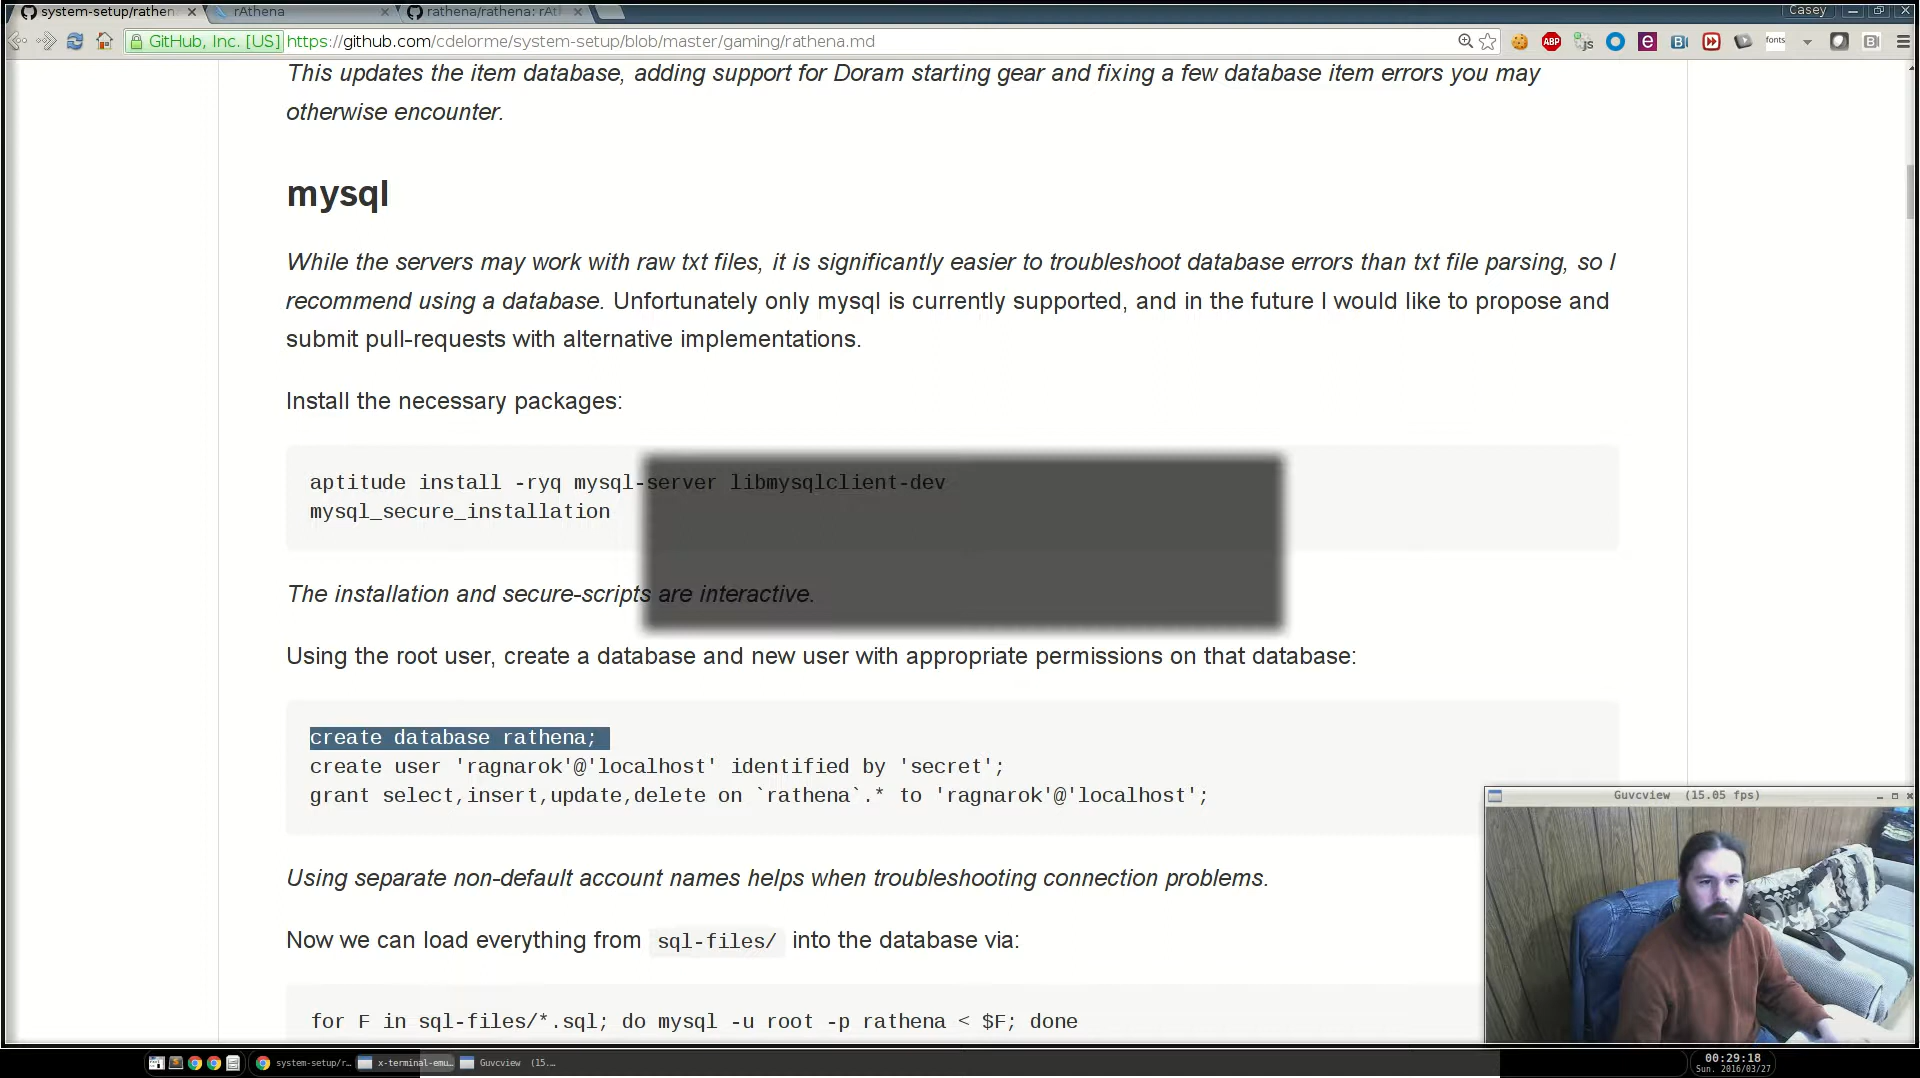 system-setup/rathen
rAthena
rathena/rathena: rAt
Casey
GitHub, Inc. [US] https://github.com/cdelorme/system-setup/blob/master/gaming/rathena.md
This updates the item database, adding support for Doram starting gear and fixing a few database item errors you may
otherwise encounter.
mysql
While the servers may work with raw txt files, it is significantly easier to troubleshoot database errors than txt file parsing, so I
recommend using a database. Unfortunately only mysql is currently supported, and in the future I would like to propose and
submit pull-requests with alternative implementations.
Install the necessary packages:
aptitude install -ryq mysql-server libmysqlclient-dev
mysql_secure_installation
The installation and secure-scripts are interactive.
Using the root user, create a database and new user with appropriate permissions on that database:
create database rathena;
create user 'ragnarok'@'localhost' identified by 'secret';
grant select,insert,update,delete on `rathena`.* to 'ragnarok'@'localhost';
Guvcview (15.05 fps)
Using separate non-default account names helps when troubleshooting connection problems.
Now we can load everything from sql-files/ into the database via:
for F in sql-files/*.sql; do mysql -u root -p rathena < $F; done
system-setup/r...
x-terminal-emu...
Guvcview (15....
00:29:18
Sun. 2016/03/27